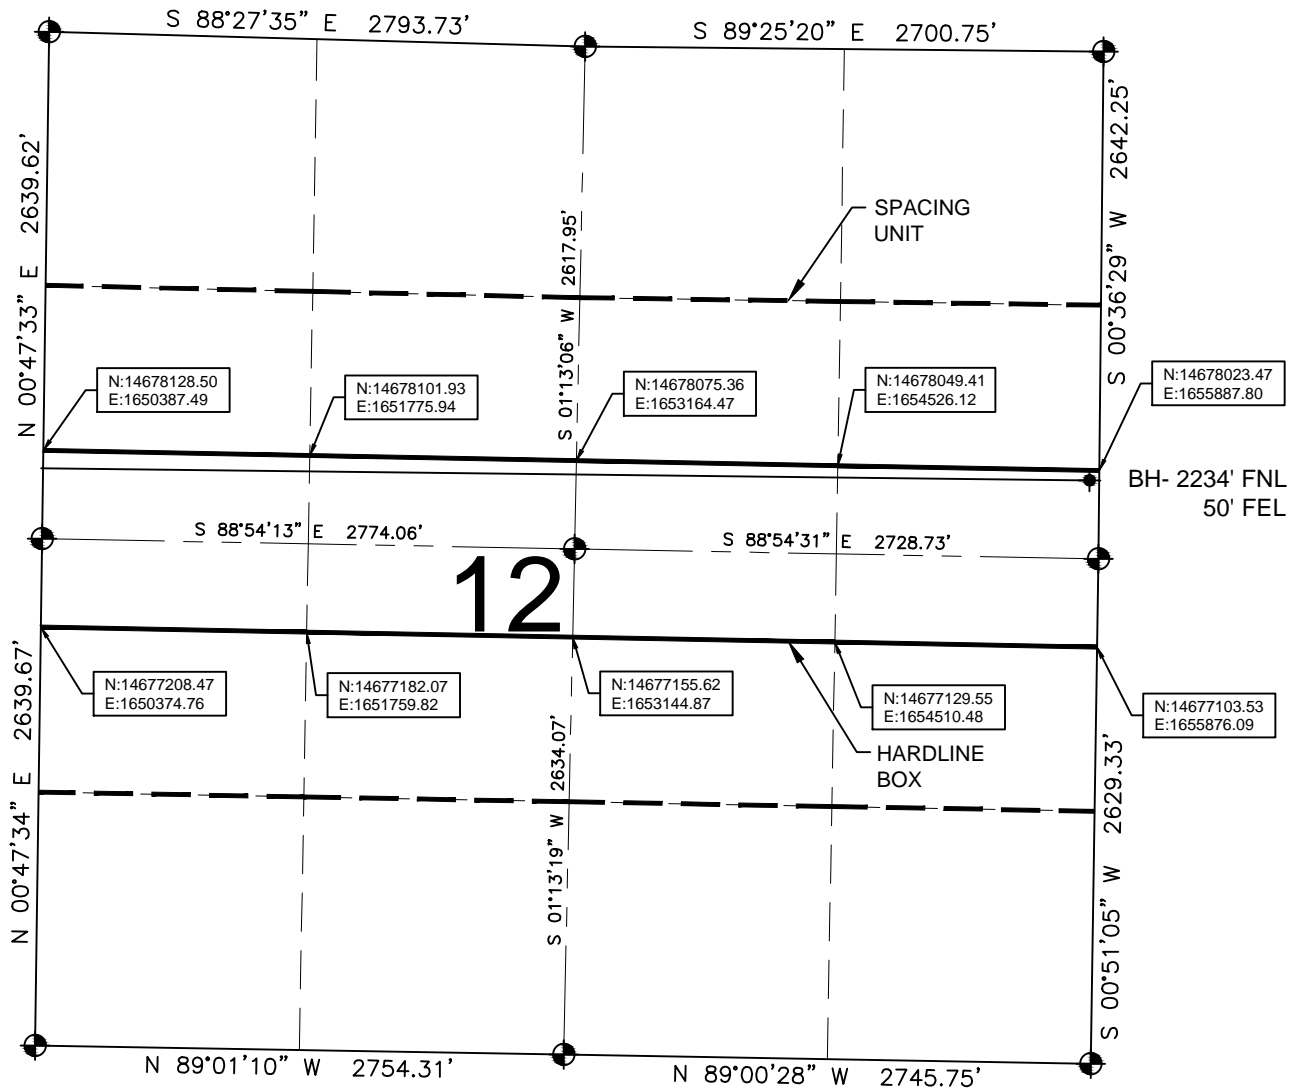 S 88°27'35" E 2793.73'
S 89°25'20" E 2700.75'
N 00°47'33" E 2639.62'
S 01°13'06" W 2617.95'
S 00°36'29" W 2642.25'
SPACING
UNIT
N:14678128.50
E:1650387.49
N:14678101.93
E:1651775.94
N:14678075.36
E:1653164.47
N:14678049.41
E:1654526.12
N:14678023.47
E:1655887.80
BH- 2234' FNL
50' FEL
S 88°54'13" E 2774.06'
S 88°54'31" E 2728.73'
12
N:14677208.47
E:1650374.76
N:14677182.07
E:1651759.82
N:14677155.62
E:1653144.87
N:14677129.55
E:1654510.48
N:14677103.53
E:1655876.09
HARDLINE
BOX
N 00°47'34" E 2639.67'
S 01°13'19" W 2634.07'
S 00°51'05" W 2629.33'
N 89°01'10" W 2754.31'
N 89°00'28" W 2745.75'